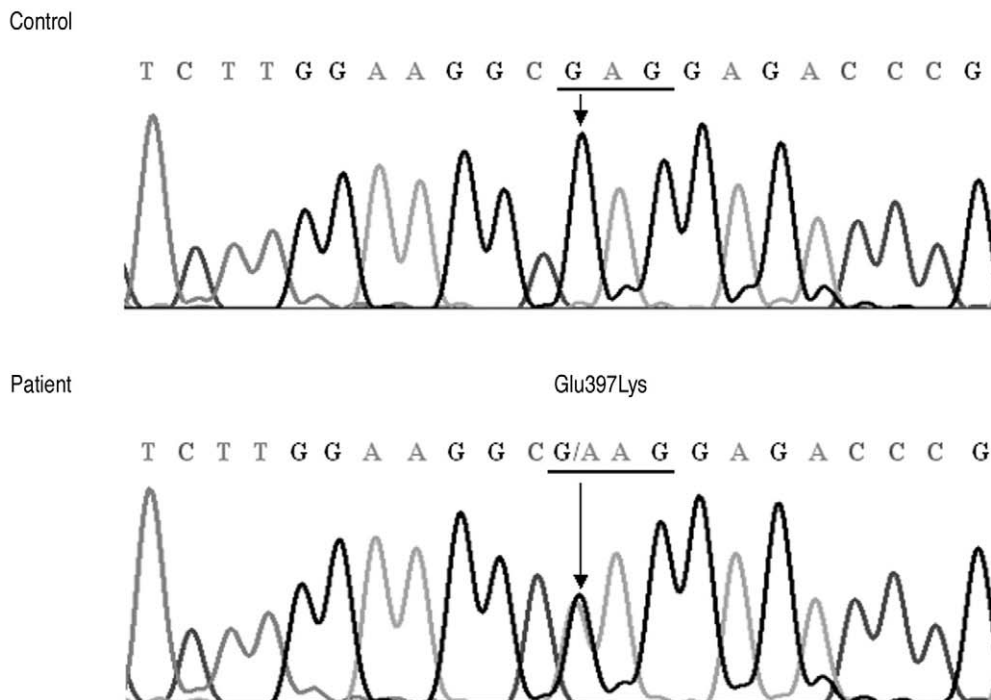 Control
T C T T G G A A G G C G A G G A G A C C C G
Patient
Glu397Lys
T C T T G G A A G G C G/A A G G A G A C C C G